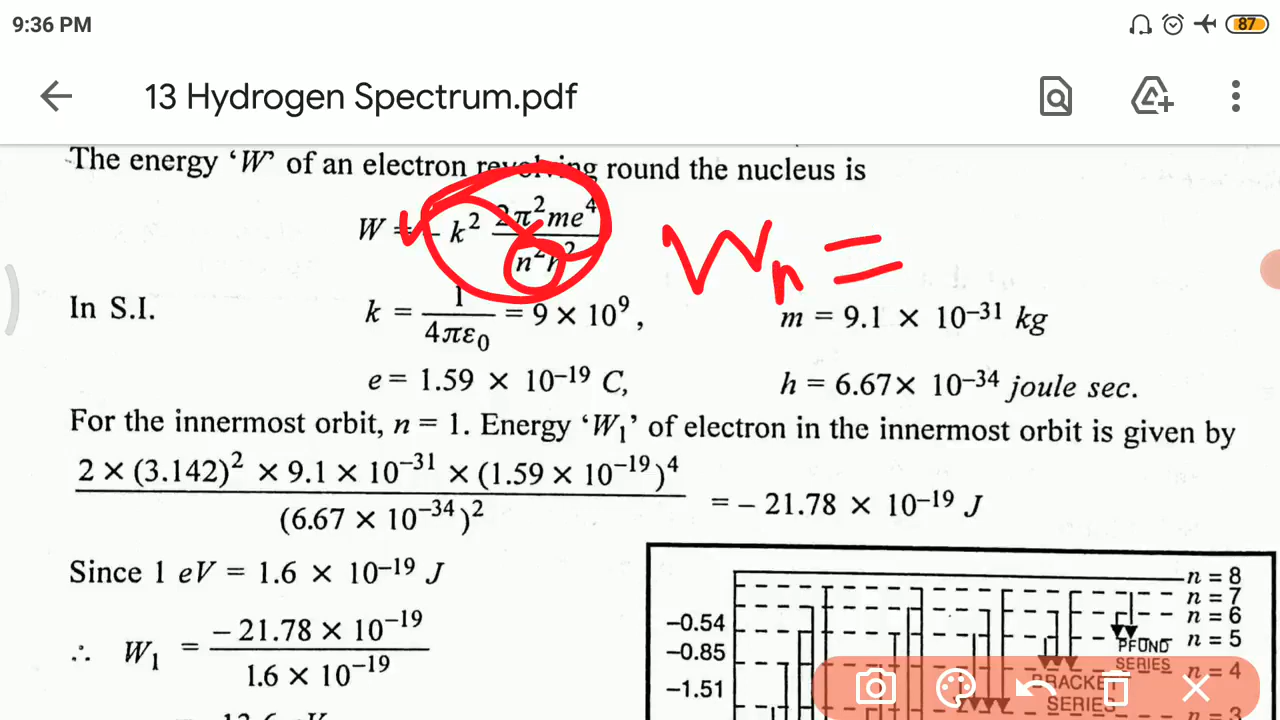 9:36 PM
87
13 Hydrogen Spectrum.pdf
The energy ‘W’ of an electron revolving round the nucleus is
W = - k² 2π²me⁴ / n²h²
Wₙ =
In S.I. k = 1 / 4πε₀ = 9 × 10⁹, m = 9.1 × 10⁻³¹ kg
e = 1.59 × 10⁻¹⁹ C, h = 6.67× 10⁻³⁴ joule sec.
For the innermost orbit, n = 1. Energy ‘W₁’ of electron in the innermost orbit is given by
2 × (3.142)² × 9.1 × 10⁻³¹ × (1.59 × 10⁻¹⁹)⁴ / (6.67 × 10⁻³⁴)² = – 21.78 × 10⁻¹⁹ J
Since 1 eV = 1.6 × 10⁻¹⁹ J
∴ W₁ = – 21.78 × 10⁻¹⁹ / 1.6 × 10⁻¹⁹
n = 8
n = 7
n = 6
n = 5
n = 4
n = 3
–0.54
–0.85
–1.51
PFUND
SERIES
BRACKET
SERIES